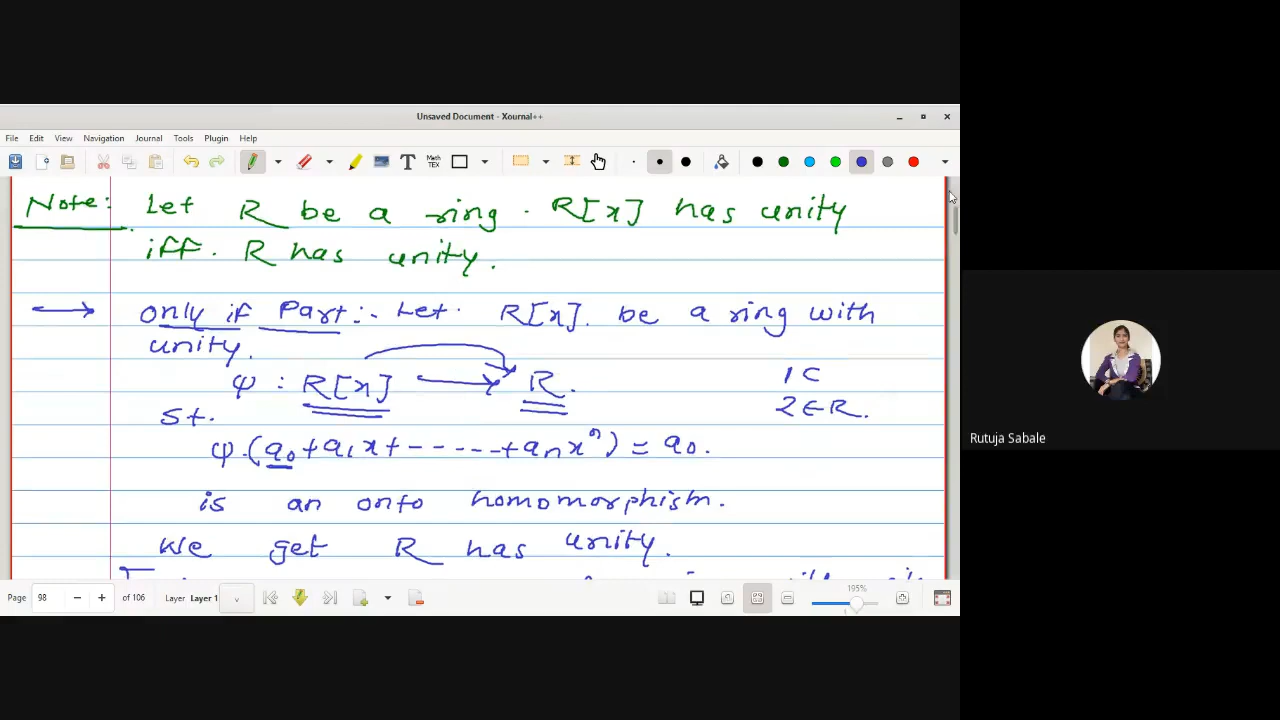 Unsaved Document - Xournal++
File Edit View Navigation Journal Tools Plugin Help
Note: Let R be a ring. R[x] has unity
iff. R has unity.
→ only if Part:- Let. R[x]. be a ring with
unity.
φ : R[x] → R.
1 C
st.
2 ∈ R.
φ.(a₀+a₁x+------+aₙxⁿ) = a₀.
is an onto homomorphism.
We get R has unity.
Rutuja Sabale
Page 98 of 106 Layer Layer 1
195%